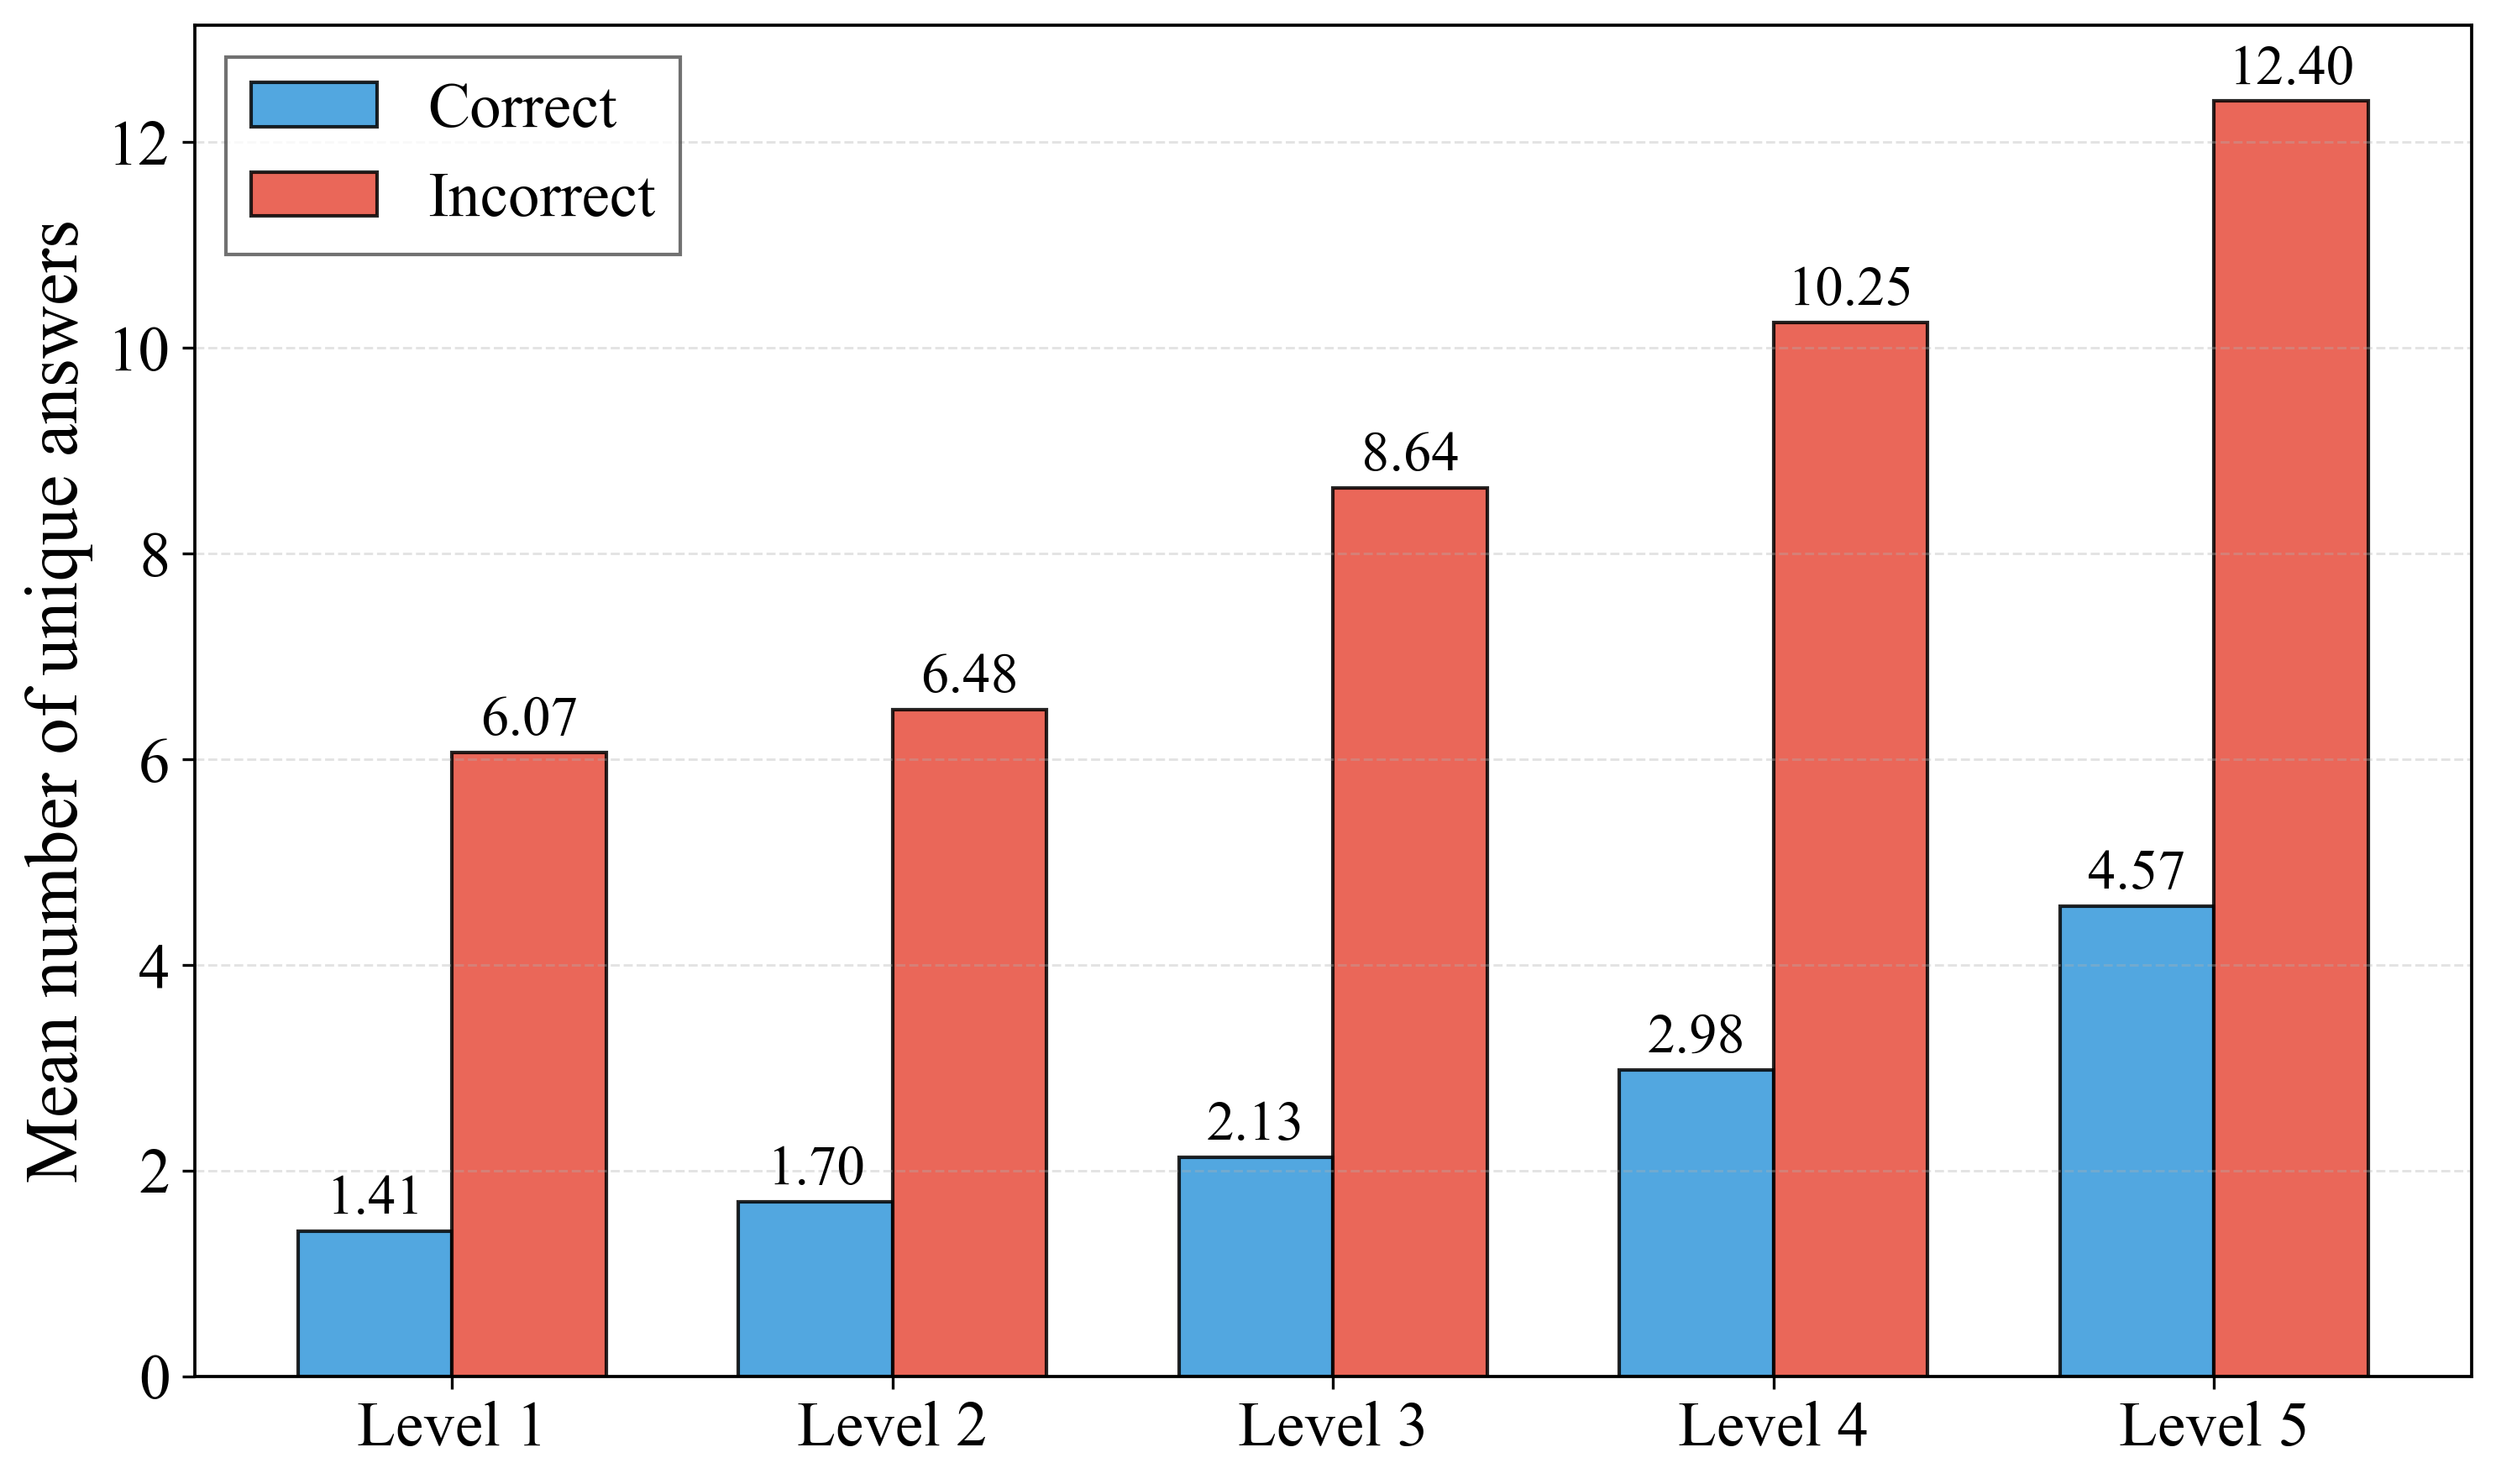 Correct
Incorrect
Mean number of unique answers
12
10
8
6
4
2
0
1.41
6.07
1.70
6.48
2.13
8.64
2.98
10.25
4.57
12.40
Level 1
Level 2
Level 3
Level 4
Level 5